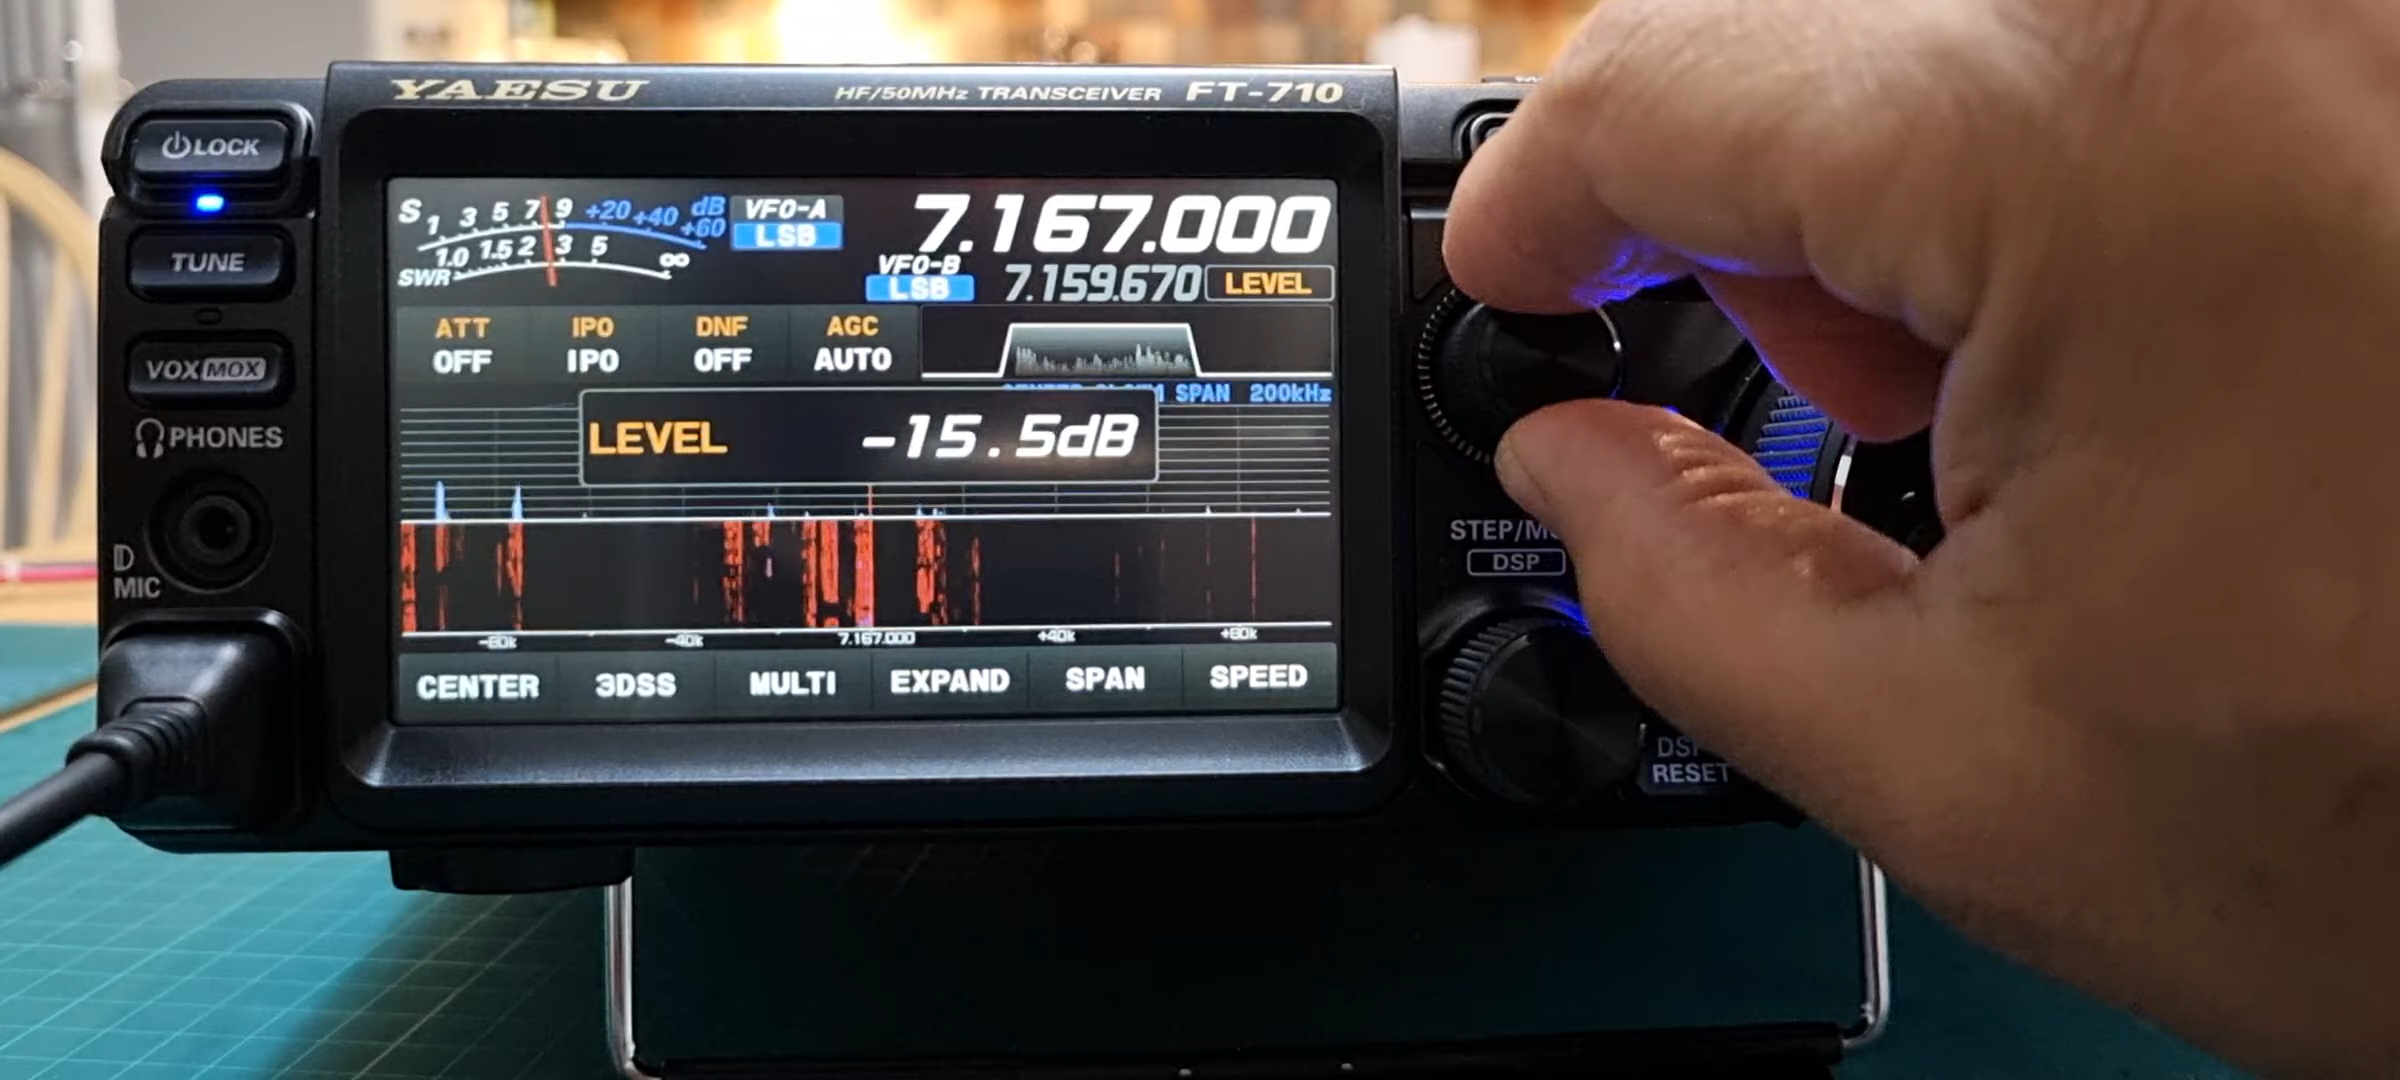 YAESU
HF/50MHz TRANSCEIVER FT-710
LOCK
TUNE
VOX MOX
PHONES
MIC
S 1 3 5 7 9 +20 +40 +60 dB
SWR 1.0 1.5 2 3 5 ∞
VFO-A
LSB
7.167.000
VFO-B
LSB
7.159.670
LEVEL
ATT IPO DNF AGC
OFF IPO OFF AUTO
SPAN 200kHz
LEVEL -15.5dB
-80k -40k 7.167.000 +40k +80k
CENTER 3DSS MULTI EXPAND SPAN SPEED
DSP
RESET